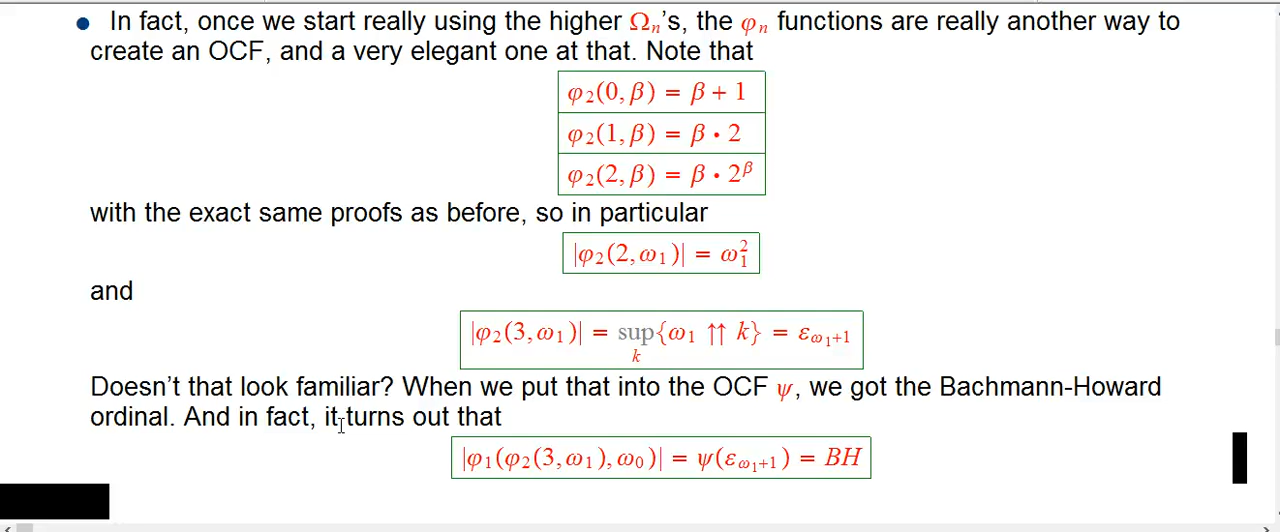 ● In fact, once we start really using the higher Ωₙ's, the φₙ functions are really another way to
create an OCF, and a very elegant one at that. Note that
φ₂(0, β) = β + 1
φ₂(1, β) = β • 2
φ₂(2, β) = β • 2^β
with the exact same proofs as before, so in particular
|φ₂(2, ω₁)| = ω₁²
and
|φ₂(3, ω₁)| = sup_k{ω₁ ↑↑ k} = ε_{ω₁+1}
Doesn't that look familiar? When we put that into the OCF ψ, we got the Bachmann-Howard
ordinal. And in fact, it turns out that
|φ₁(φ₂(3, ω₁), ω₀)| = ψ(ε_{ω₁+1}) = BH